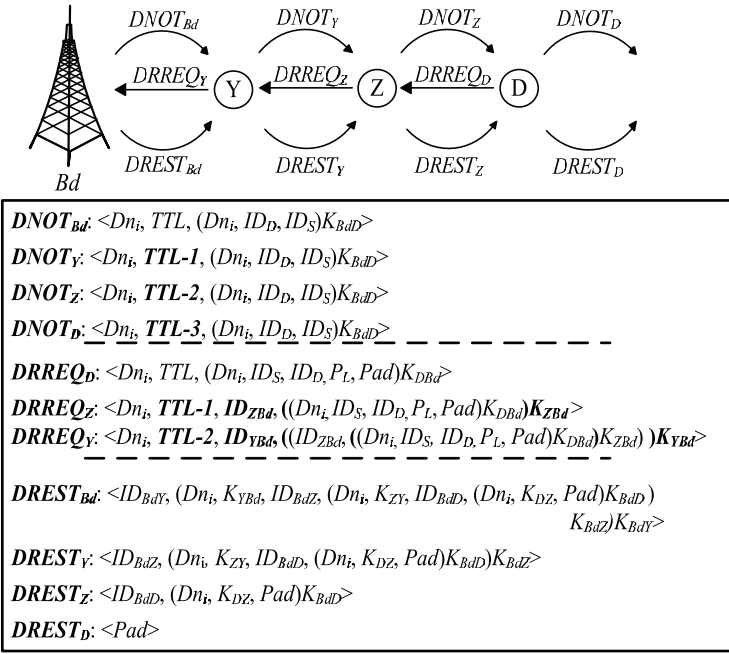 DNOT_Bd DNOT_Y DNOT_Z DNOT_D
DRREQ_Y DRREQ_Z DRREQ_D
Y Z D
DREST_Bd DREST_Y DREST_Z DREST_D
Bd
DNOT_Bd: <Dn_i, TTL, (Dn_i, ID_D, ID_S)K_BdD>
DNOT_Y: <Dn_i, TTL-1, (Dn_i, ID_D, ID_S)K_BdD>
DNOT_Z: <Dn_i, TTL-2, (Dn_i, ID_D, ID_S)K_BdD>
DNOT_D: <Dn_i, TTL-3, (Dn_i, ID_D, ID_S)K_BdD>
DRREQ_D: <Dn_i, TTL, (Dn_i, ID_S, ID_D, P_L, Pad)K_DBd>
DRREQ_Z: <Dn_i, TTL-1, ID_ZBd, ((Dn_i, ID_S, ID_D, P_L, Pad)K_DBd)K_ZBd>
DRREQ_Y: <Dn_i, TTL-2, ID_YBd, ((ID_ZBd, ((Dn_i, ID_S, ID_D, P_L, Pad)K_DBd)K_ZBd) )K_YBd>
DREST_Bd: <ID_BdY, (Dn_i, K_YBd, ID_BdZ, (Dn_i, K_ZY, ID_BdD, (Dn_i, K_DZ, Pad)K_BdD)
K_BdZ)K_BdY>
DREST_Y: <ID_BdZ, (Dn_i, K_ZY, ID_BdD, (Dn_i, K_DZ, Pad)K_BdD)K_BdZ>
DREST_Z: <ID_BdD, (Dn_i, K_DZ, Pad)K_BdD>
DREST_D: <Pad>